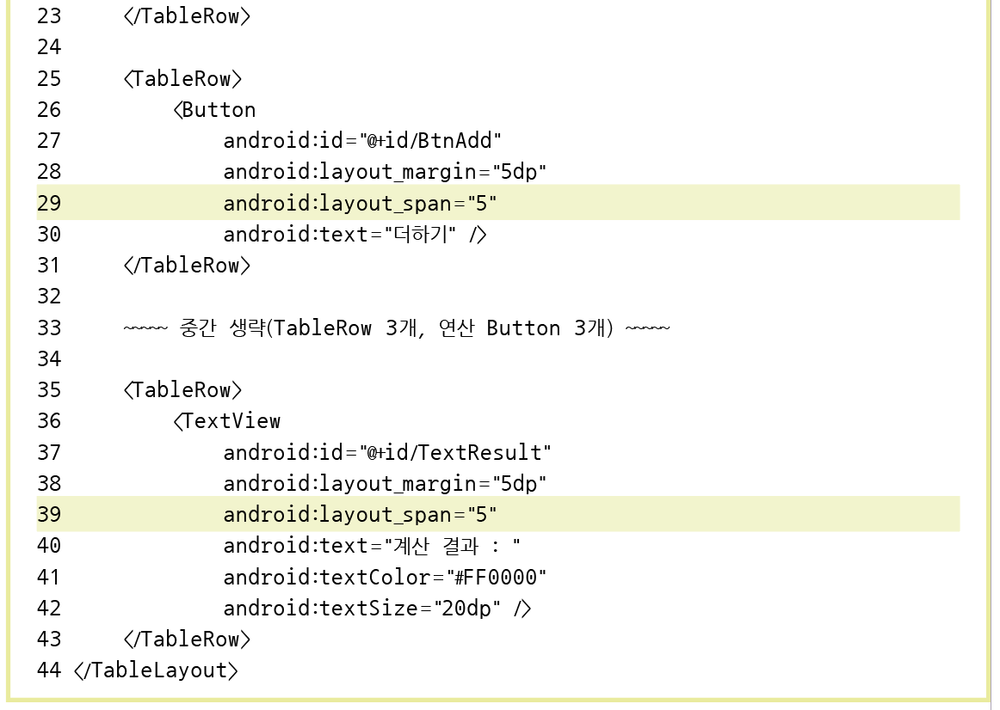 23     </TableRow>
24
25     <TableRow>
26         <Button
27             android:id="@+id/BtnAdd"
28             android:layout_margin="5dp"
29             android:layout_span="5"
30             android:text="더하기" />
31     </TableRow>
32
33     ~~~~~ 중간 생략(TableRow 3개, 연산 Button 3개) ~~~~~
34
35     <TableRow>
36         <TextView
37             android:id="@+id/TextResult"
38             android:layout_margin="5dp"
39             android:layout_span="5"
40             android:text="계산 결과 : "
41             android:textColor="#FF0000"
42             android:textSize="20dp" />
43     </TableRow>
44 </TableLayout>